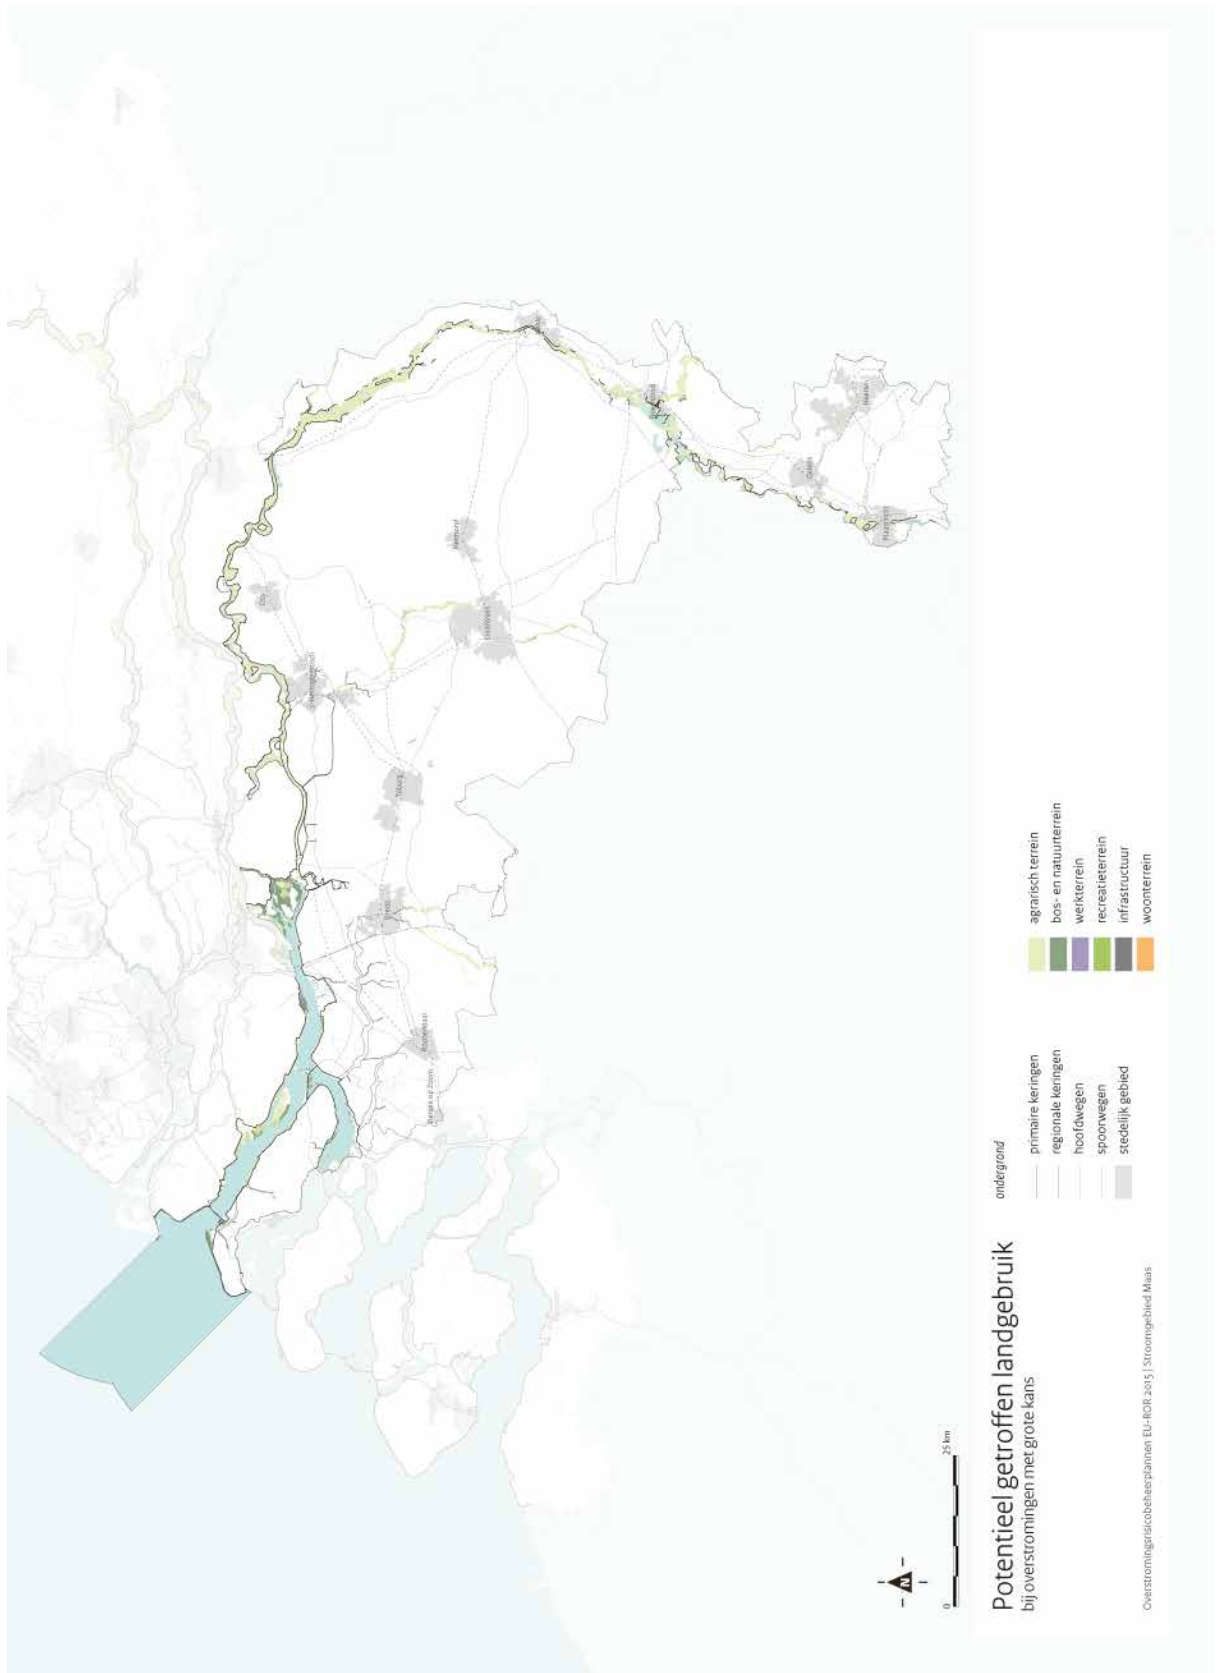 Oss
's-Hertogenbosch
Helmond
Eindhoven
Tilburg
Breda
Roosendaal
Bergen op Zoom
Geleen
Heerlen
Maastricht
N
0
25 km
Potentieel getroffen landgebruik
bij overstromingen met grote kans
Overstromingsrisicobeheerplannen EU-ROR 2015 | Stroomgebied Maas
ondergrond
primaire keringen
regionale keringen
hoofdwegen
spoorwegen
stedelijk gebied
agrarisch terrein
bos- en natuurterrein
werkterrein
recreatieterrein
infrastructuur
woonterrein